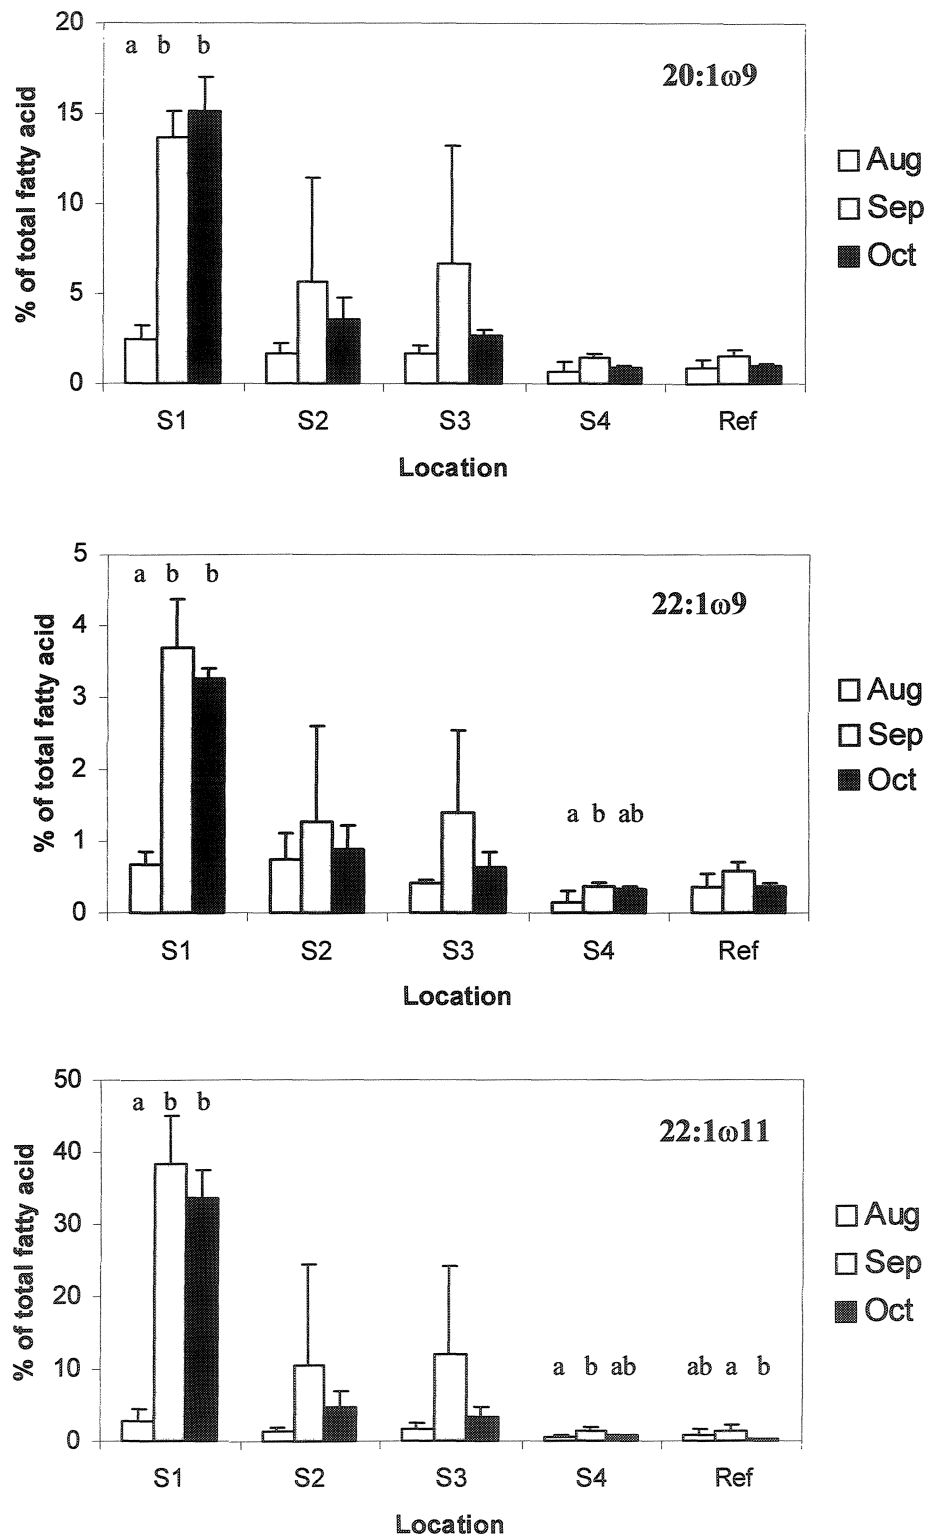 20
a b b
20:1ω9
15
10
5
0
% of total fatty acid
Aug
Sep
Oct
S1 S2 S3 S4 Ref
Location
5
a b b
22:1ω9
4
3
2
a b ab
1
0
% of total fatty acid
Aug
Sep
Oct
S1 S2 S3 S4 Ref
Location
50
a b b
22:1ω11
40
30
20
a b ab ab a b
10
0
% of total fatty acid
Aug
Sep
Oct
S1 S2 S3 S4 Ref
Location